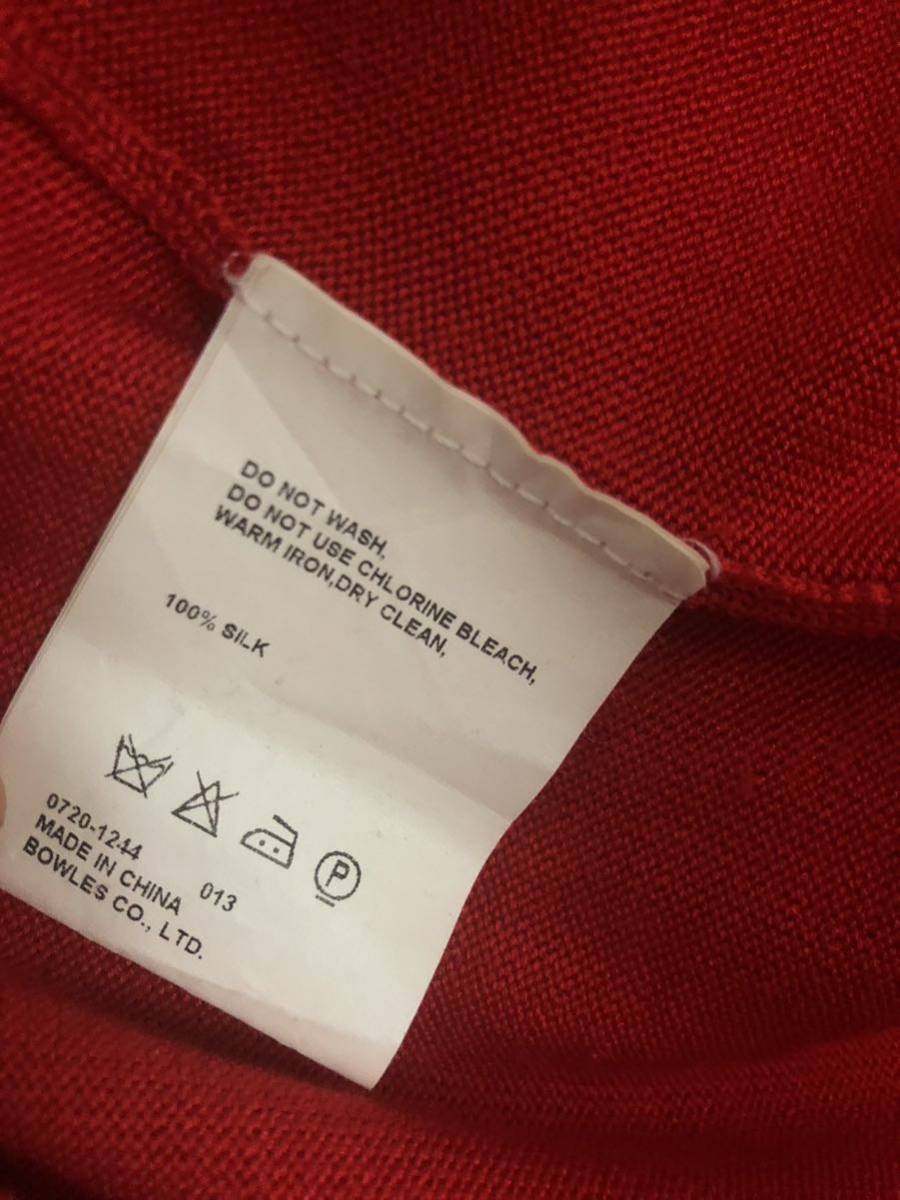 DO NOT WASH,
DO NOT USE CHLORINE BLEACH,
WARM IRON,DRY CLEAN,
100% SILK
P
0720-1244
MADE IN CHINA 013
BOWLES CO., LTD.